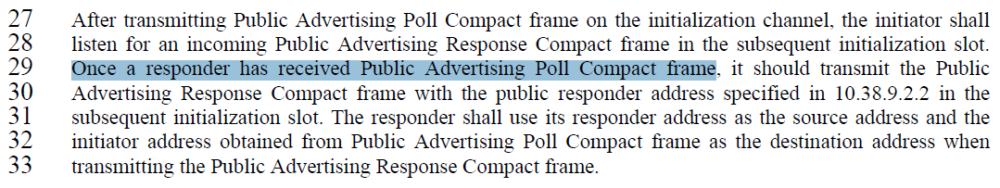 27 After transmitting Public Advertising Poll Compact frame on the initialization channel, the initiator shall
28 listen for an incoming Public Advertising Response Compact frame in the subsequent initialization slot.
29 Once a responder has received Public Advertising Poll Compact frame, it should transmit the Public
30 Advertising Response Compact frame with the public responder address specified in 10.38.9.2.2 in the
31 subsequent initialization slot. The responder shall use its responder address as the source address and the
32 initiator address obtained from Public Advertising Poll Compact frame as the destination address when
33 transmitting the Public Advertising Response Compact frame.